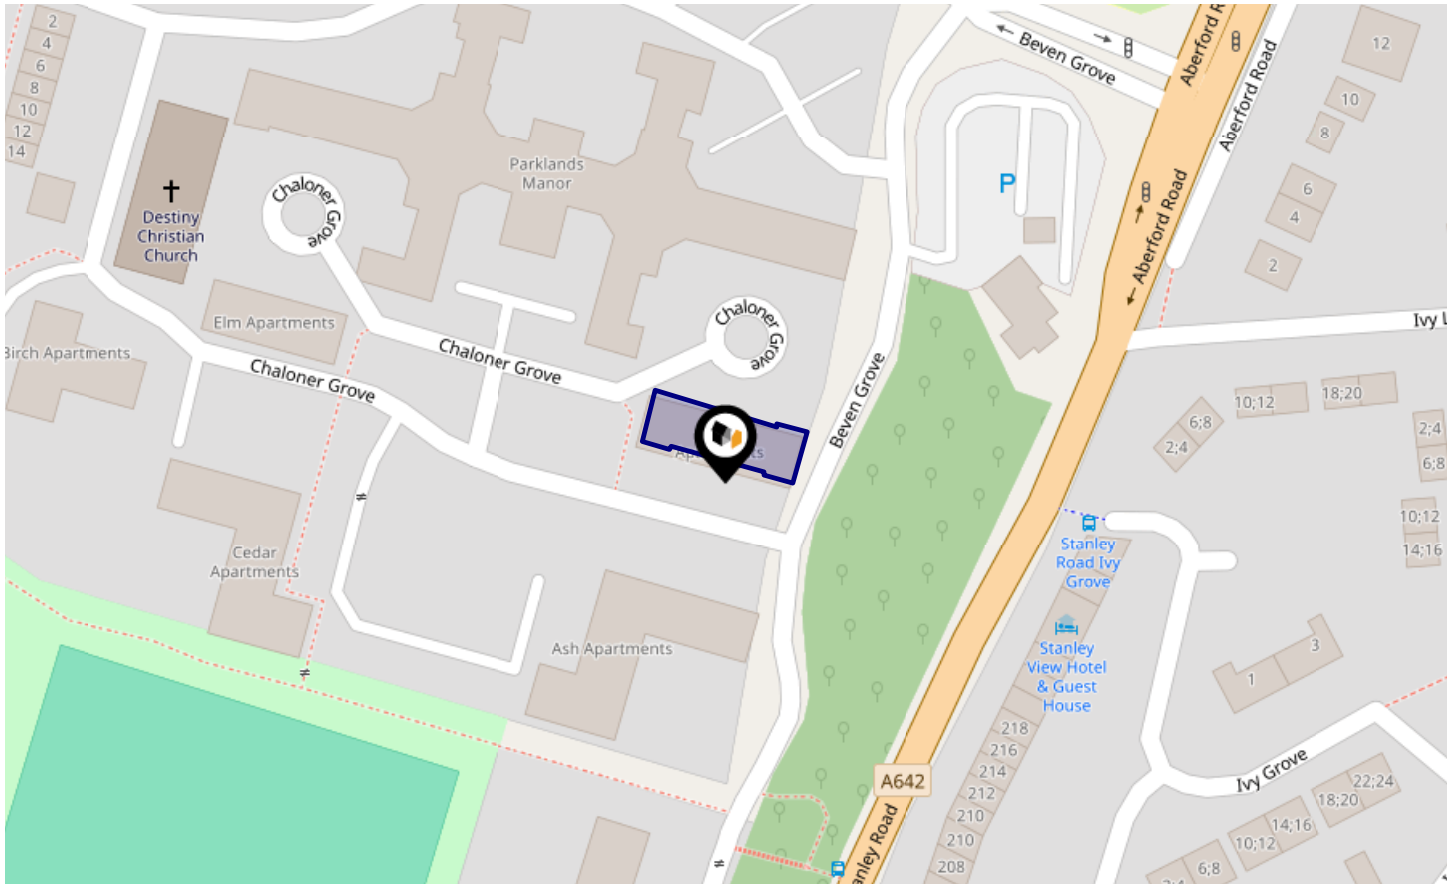 2
4
6
8
10
12
14
Destiny
Christian
Church
Chaloner Grove
Parklands
Manor
Elm Apartments
Birch Apartments
Chaloner Grove
Chaloner Grove
Chaloner Grove
Cedar
Apartments
Ash Apartments
Beven Grove
Beven Grove
P
Aberford R
Aberford Road
Aberford Road
12
10
8
6
4
2
Ivy L
10;12
18;20
6;8
2;4
2;4
6;8
10;12
14;16
Stanley
Road Ivy
Grove
Stanley
View Hotel
& Guest
House
3
1
218
216
214
212
210
210
208
A642
anley Road
Ivy Grove
22;24
18;20
14;16
10;12
6;8